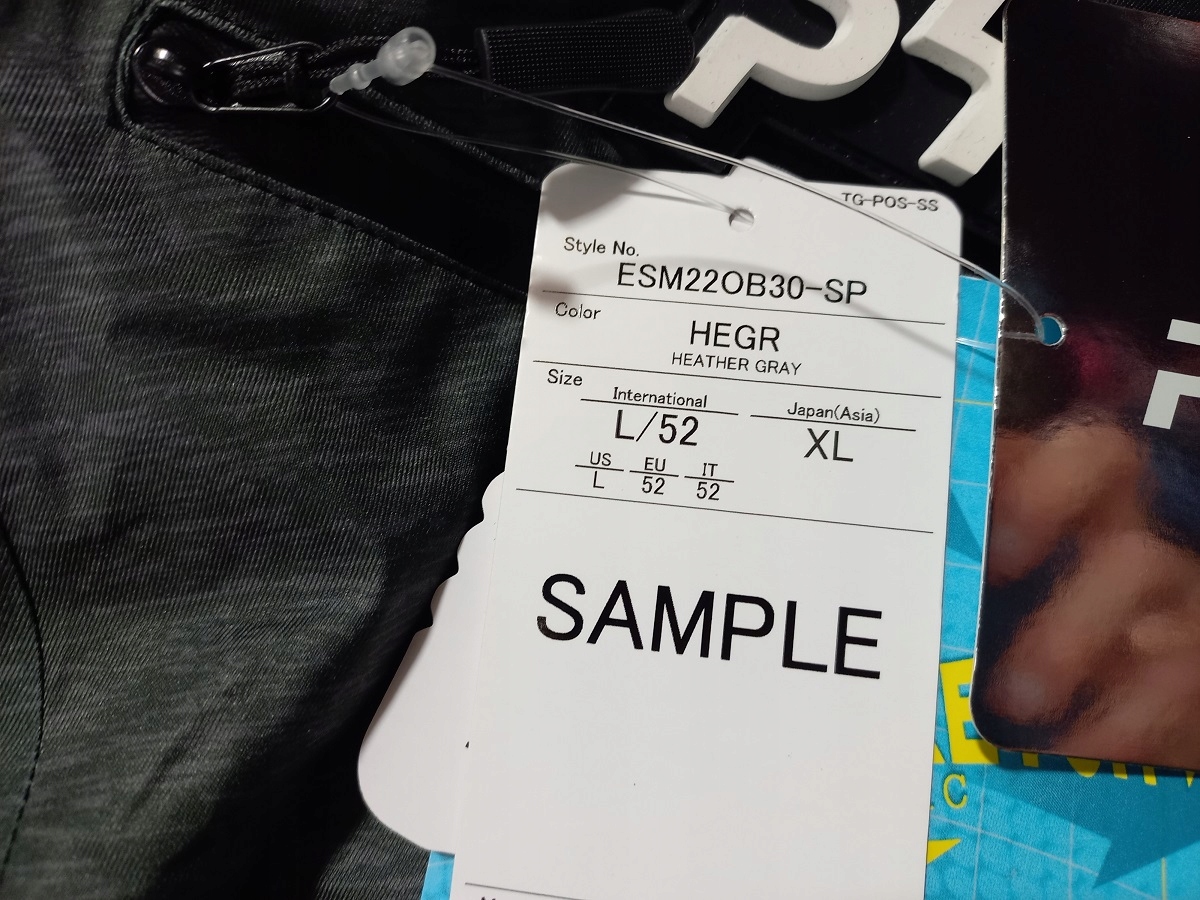 TG-POS-SS
Style No.
ESM22OB30-SP
Color
HEGR
HEATHER GRAY
Size
International
Japan(Asia)
L/52
XL
US
EU
IT
L
52
52
SAMPLE